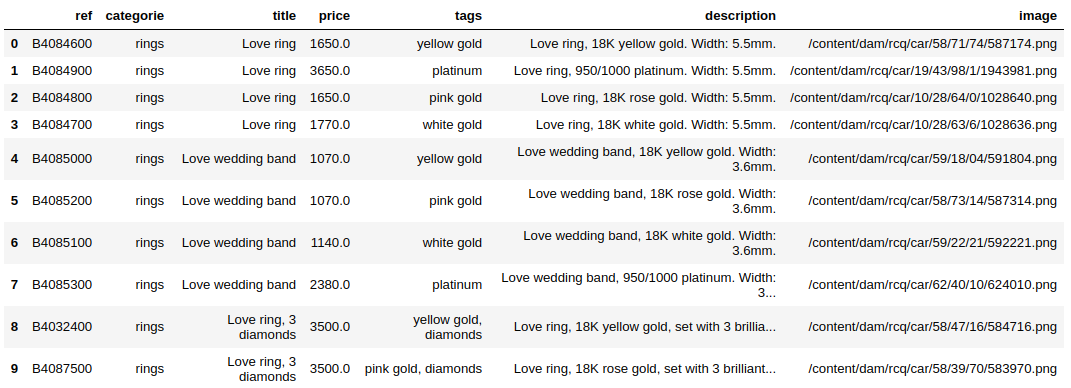 ref categorie title price tags description image
0 B4084600 rings Love ring 1650.0 yellow gold Love ring, 18K yellow gold. Width: 5.5mm. /content/dam/rcq/car/58/71/74/587174.png
1 B4084900 rings Love ring 3650.0 platinum Love ring, 950/1000 platinum. Width: 5.5mm. /content/dam/rcq/car/19/43/98/1/1943981.png
2 B4084800 rings Love ring 1650.0 pink gold Love ring, 18K rose gold. Width: 5.5mm. /content/dam/rcq/car/10/28/64/0/1028640.png
3 B4084700 rings Love ring 1770.0 white gold Love ring, 18K white gold. Width: 5.5mm. /content/dam/rcq/car/10/28/63/6/1028636.png
4 B4085000 rings Love wedding band 1070.0 yellow gold Love wedding band, 18K yellow gold. Width:
3.6mm. /content/dam/rcq/car/59/18/04/591804.png
5 B4085200 rings Love wedding band 1070.0 pink gold Love wedding band, 18K rose gold. Width:
3.6mm. /content/dam/rcq/car/58/73/14/587314.png
6 B4085100 rings Love wedding band 1140.0 white gold Love wedding band, 18K white gold. Width:
3.6mm. /content/dam/rcq/car/59/22/21/592221.png
7 B4085300 rings Love wedding band 2380.0 platinum Love wedding band, 950/1000 platinum. Width:
3... /content/dam/rcq/car/62/40/10/624010.png
8 B4032400 rings Love ring, 3
diamonds 3500.0 yellow gold,
diamonds Love ring, 18K yellow gold, set with 3 brillia... /content/dam/rcq/car/58/47/16/584716.png
9 B4087500 rings Love ring, 3
diamonds 3500.0 pink gold, diamonds Love ring, 18K rose gold, set with 3 brilliant... /content/dam/rcq/car/58/39/70/583970.png